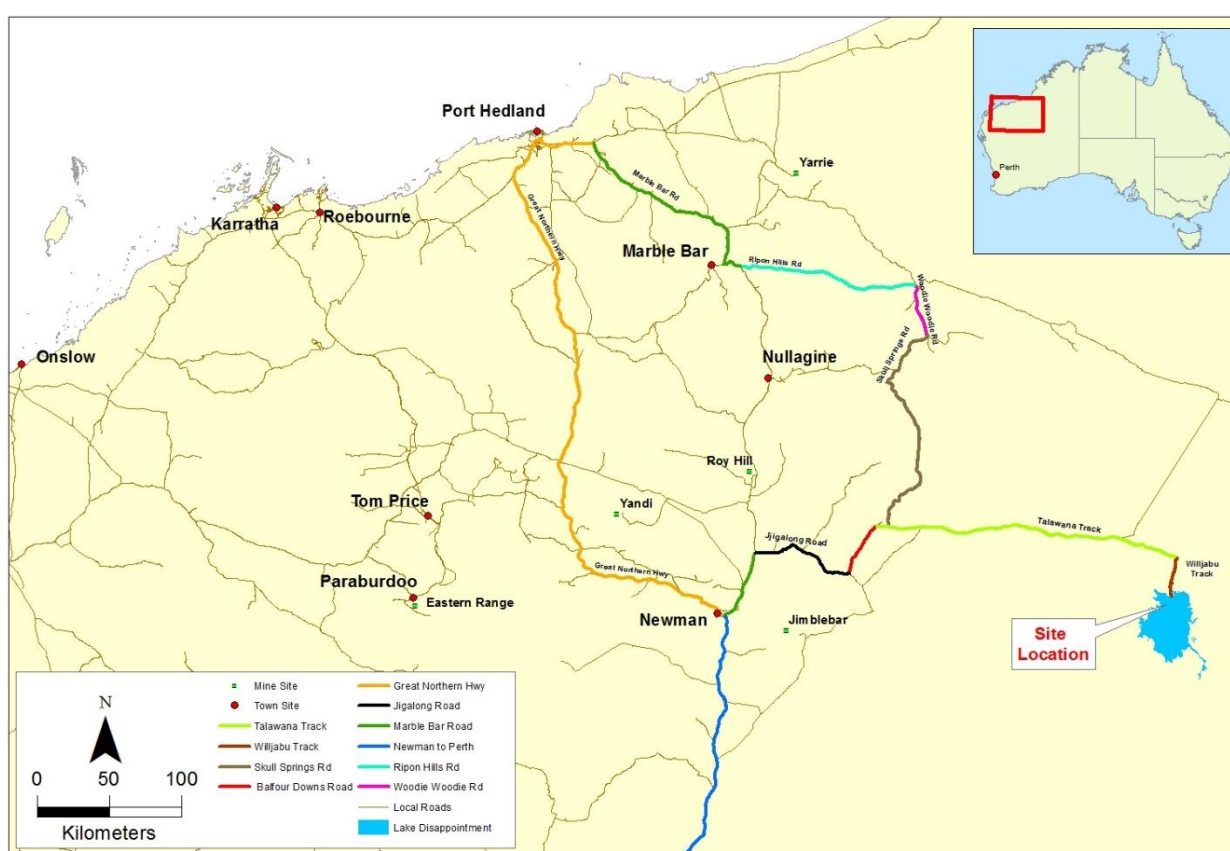 Port Hedland
Yarrie
Perth
Karratha
Roebourne
Marble Bar Rd
Great Northern Hwy
Marble Bar
Ripon Hills Rd
Woodie Woodie Rd
Onslow
Nullagine
Skull Springs Rd
Roy Hill
Yandi
Tom Price
Talawana Track
Jjigalong Road
Willjabu
Track
Great Northern Hwy
Paraburdoo
Eastern Range
Newman
Jimblebar
Site
Location
N
0 50 100
Kilometers
Mine Site
Town Site
Talawana Track
Willjabu Track
Skull Springs Rd
Balfour Downs Road
Great Northern Hwy
Jigalong Road
Marble Bar Road
Newman to Perth
Ripon Hills Rd
Woodie Woodie Rd
Local Roads
Lake Disappointment